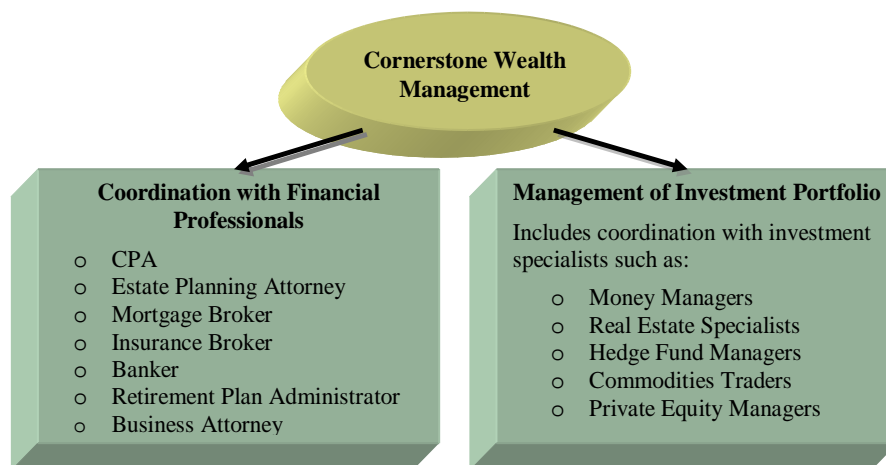 Cornerstone Wealth
Management
Coordination with Financial
Professionals
o CPA
o Estate Planning Attorney
o Mortgage Broker
o Insurance Broker
o Banker
o Retirement Plan Administrator
o Business Attorney
Management of Investment Portfolio
Includes coordination with investment
specialists such as:
o Money Managers
o Real Estate Specialists
o Hedge Fund Managers
o Commodities Traders
o Private Equity Managers